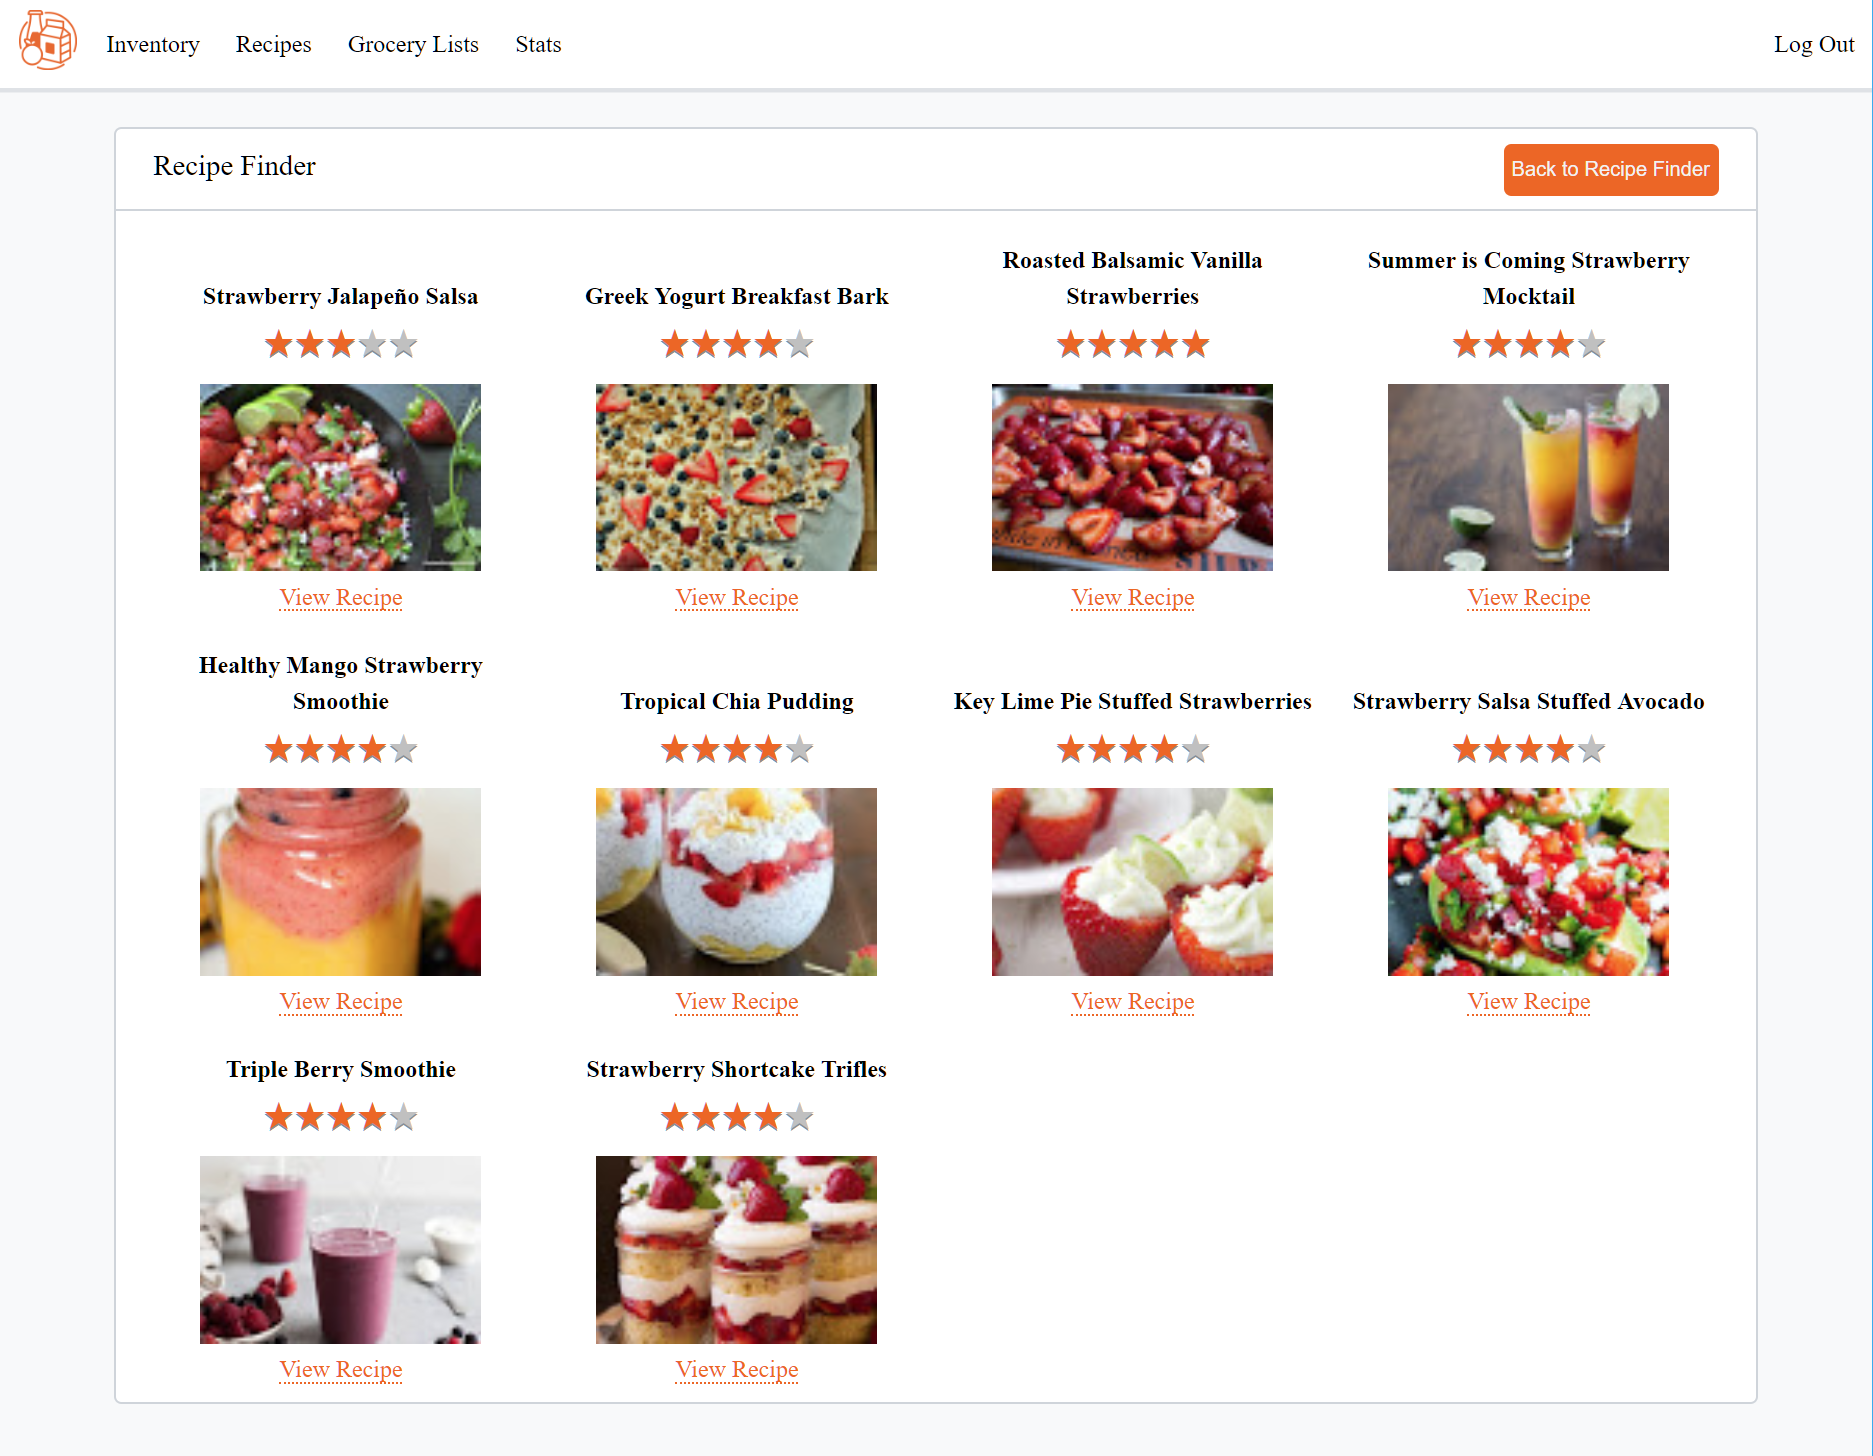 Inventory Recipes Grocery Lists Stats Log Out
Recipe Finder
Back to Recipe Finder
Strawberry Jalapeño Salsa
View Recipe
Greek Yogurt Breakfast Bark
View Recipe
Roasted Balsamic Vanilla
Strawberries
View Recipe
Summer is Coming Strawberry
Mocktail
View Recipe
Healthy Mango Strawberry
Smoothie
View Recipe
Tropical Chia Pudding
View Recipe
Key Lime Pie Stuffed Strawberries
View Recipe
Strawberry Salsa Stuffed Avocado
View Recipe
Triple Berry Smoothie
View Recipe
Strawberry Shortcake Trifles
View Recipe